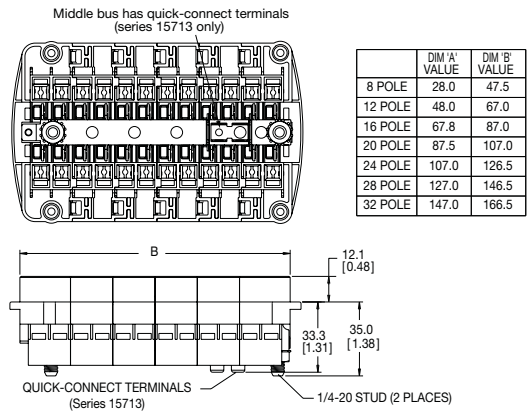 Middle bus has quick-connect terminals
(series 15713 only)
DIM 'A' VALUE DIM 'B' VALUE
8 POLE 28.0 47.5
12 POLE 48.0 67.0
16 POLE 67.8 87.0
20 POLE 87.5 107.0
24 POLE 107.0 126.5
28 POLE 127.0 146.5
32 POLE 147.0 166.5
B
12.1
[0.48]
33.3
[1.31]
35.0
[1.38]
QUICK-CONNECT TERMINALS
(Series 15713)
1/4-20 STUD (2 PLACES)